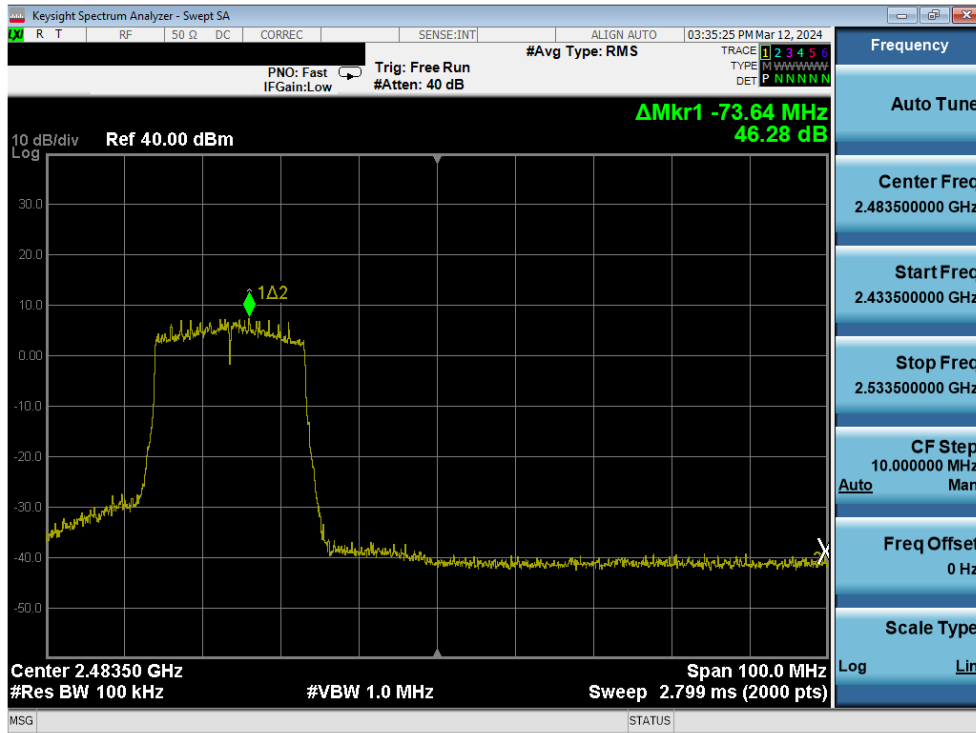 Keysight Spectrum Analyzer - Swept SA
LXI R T RF 50 Ω DC CORREC SENSE:INT ALIGN AUTO 03:35:25 PM Mar 12, 2024
#Avg Type: RMS
TRACE 1 2 3 4 5 6
TYPE M WWWWW
DET P N N N N N
PNO: Fast
IFGain:Low
Trig: Free Run
#Atten: 40 dB
ΔMkr1 -73.64 MHz
46.28 dB
10 dB/div Ref 40.00 dBm
Log
30.0
20.0
10.0
0.00
-10.0
-20.0
-30.0
-40.0
-50.0
1Δ2
X
Center 2.48350 GHz Span 100.0 MHz
#Res BW 100 kHz #VBW 1.0 MHz Sweep 2.799 ms (2000 pts)
MSG STATUS
Frequency
Auto Tune
Center Freq
2.483500000 GHz
Start Freq
2.433500000 GHz
Stop Freq
2.533500000 GHz
CF Step
10.000000 MHz
Auto Man
Freq Offset
0 Hz
Scale Type
Log Lin